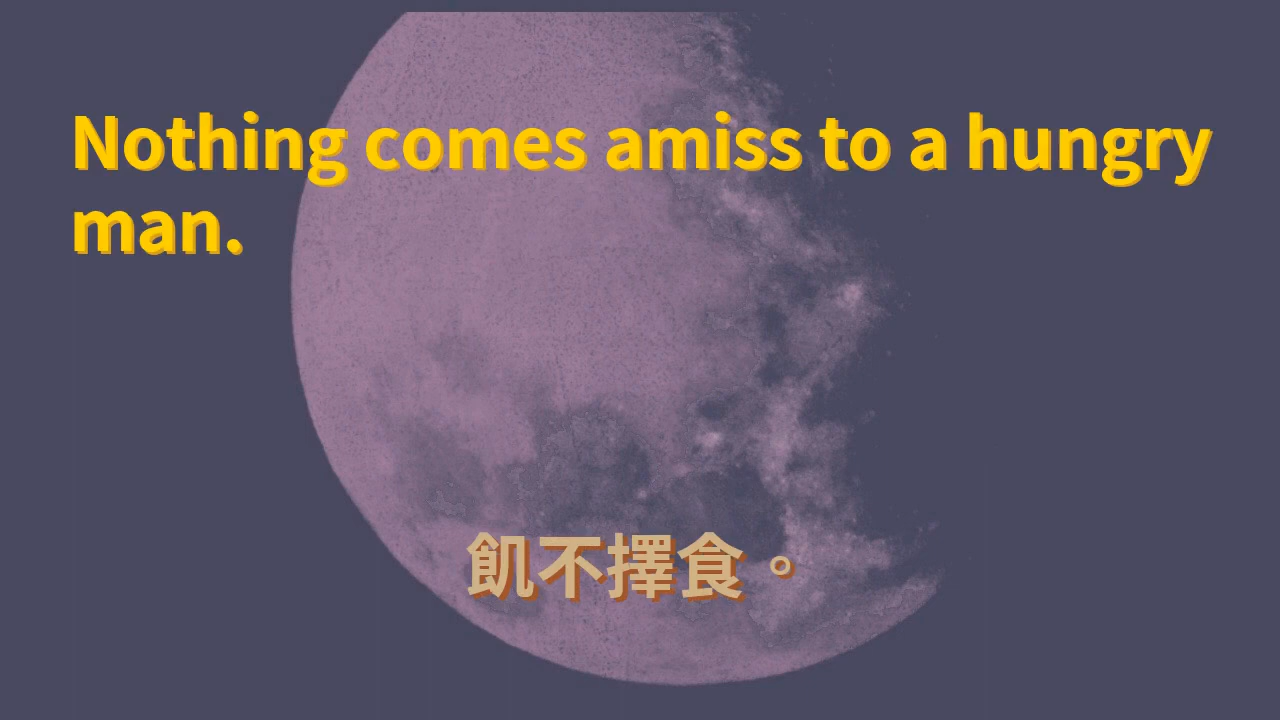 Nothing comes amiss to a hungry
man.
飢不擇食。